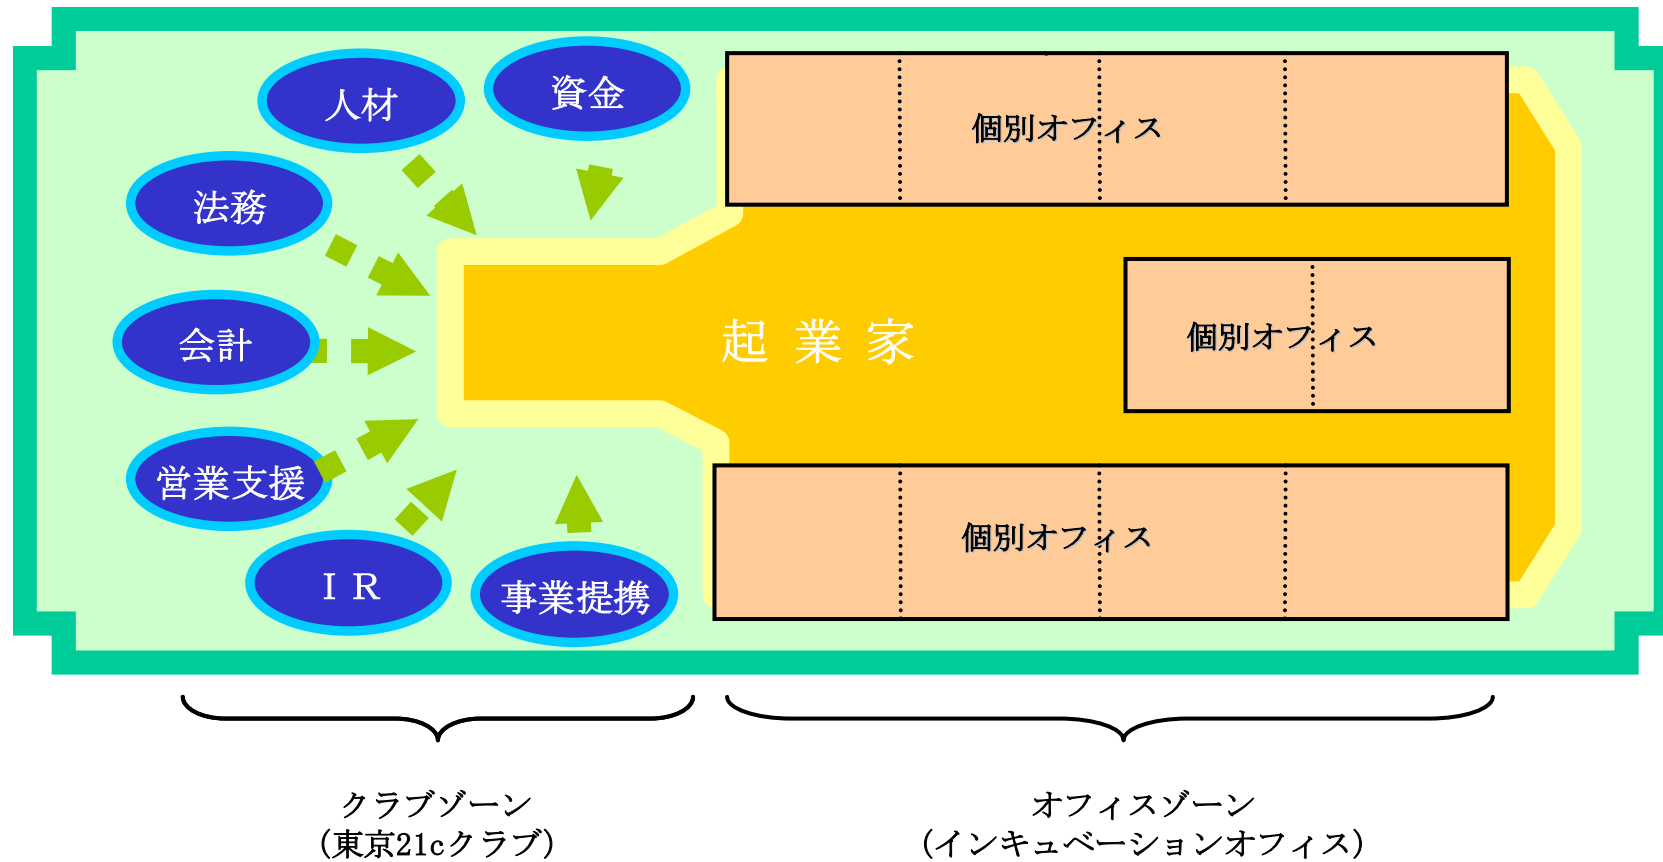 資金
人材
法務
会計
営業支援
ＩＲ
事業提携
起業家
個別オフィス
個別オフィス
個別オフィス
クラブゾーン
（東京21cクラブ）
オフィスゾーン
（インキュベーションオフィス）